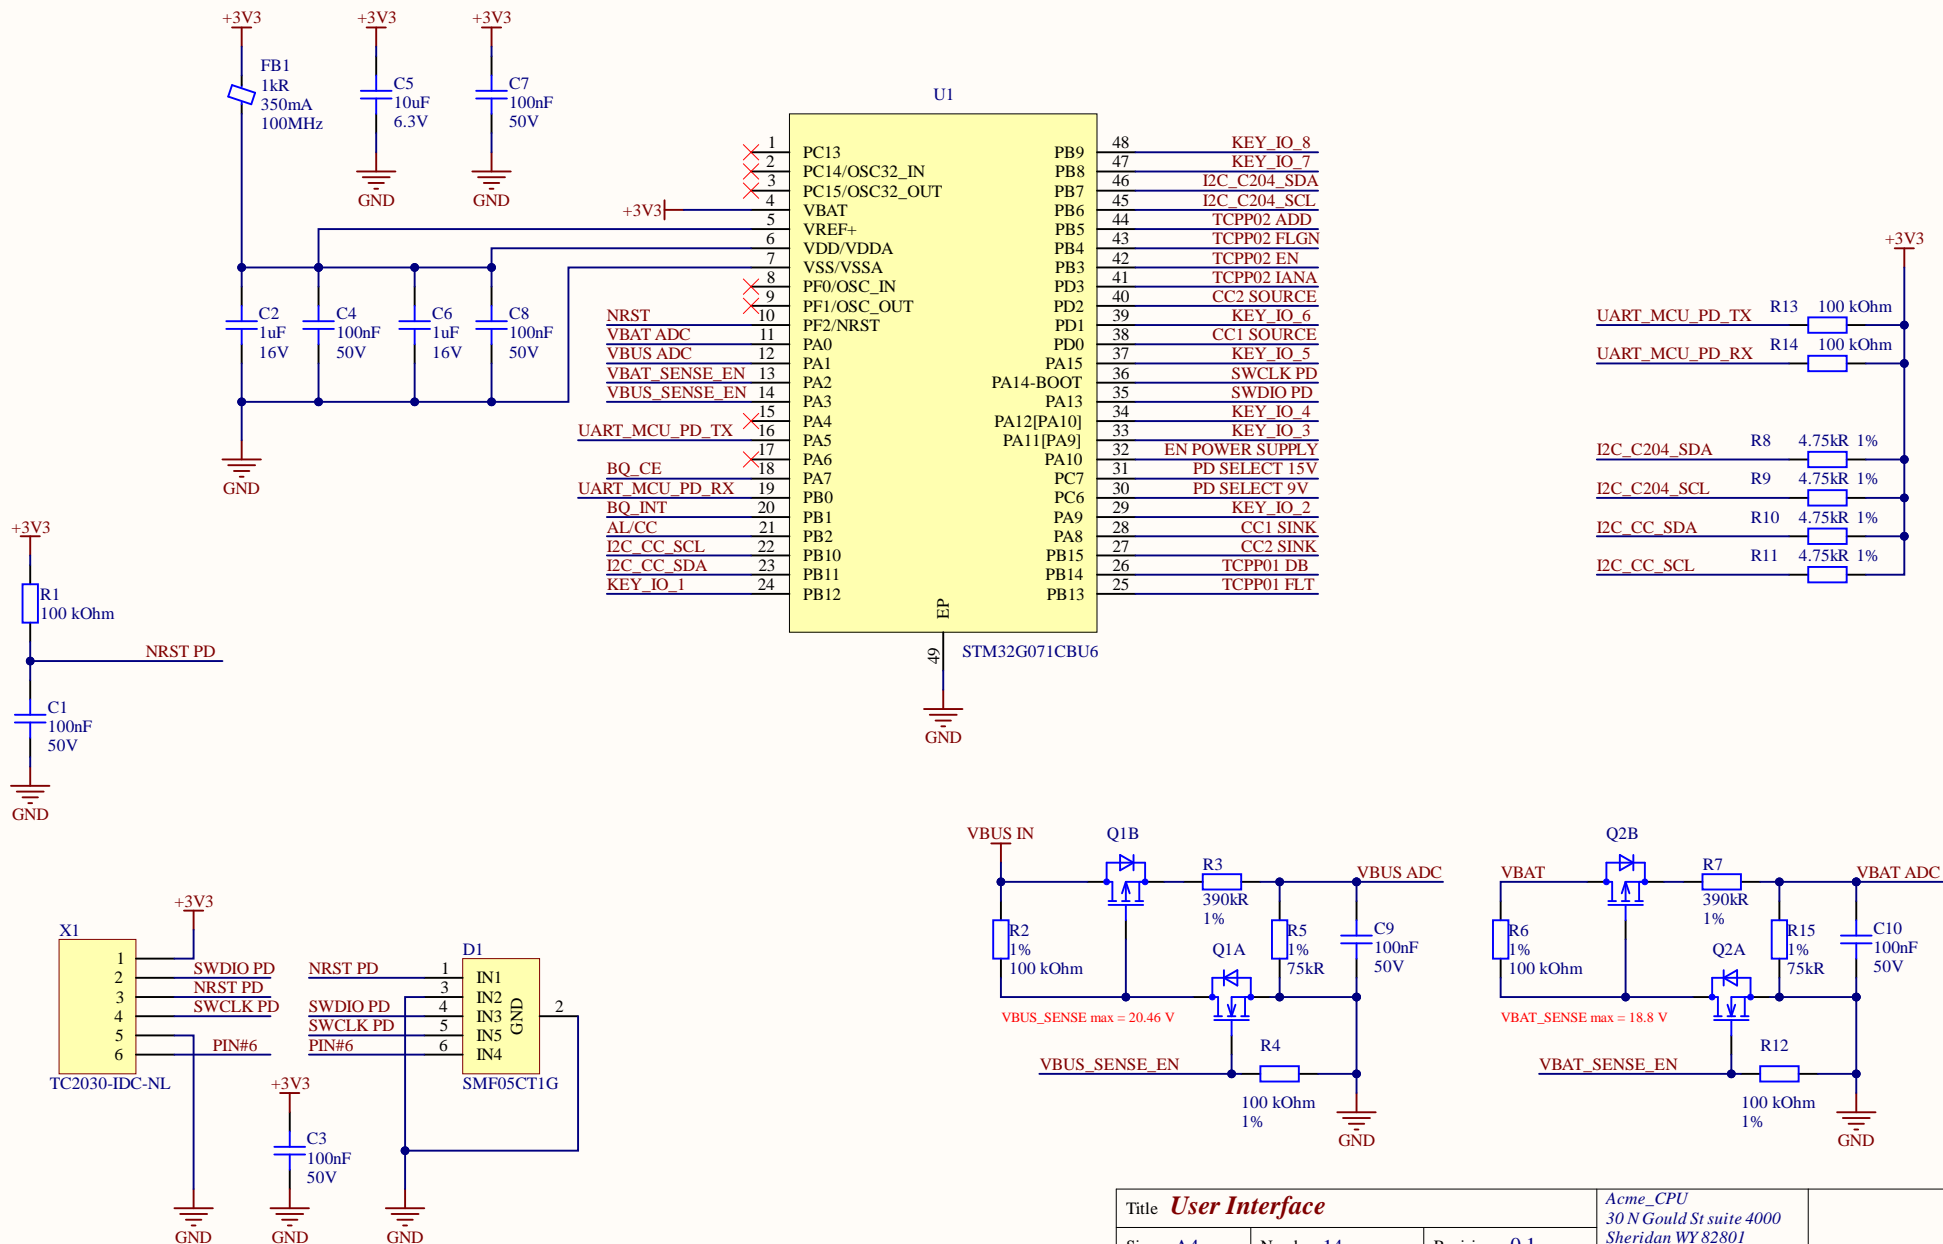 +3V3
+3V3
+3V3
FB1
1kR
350mA
100MHz
C5
10uF
6.3V
C7
100nF
50V
GND
GND
+3V3
C2
1uF
16V
C4
100nF
50V
C6
1uF
16V
C8
100nF
50V
GND
U1
1 PC13
2 PC14/OSC32_IN
3 PC15/OSC32_OUT
4 VBAT
5 VREF+
6 VDD/VDDA
7 VSS/VSSA
8 PF0/OSC_IN
9 PF1/OSC_OUT
NRST 10 PF2/NRST
VBAT ADC 11 PA0
VBUS ADC 12 PA1
VBAT_SENSE_EN 13 PA2
VBUS_SENSE_EN 14 PA3
15 PA4
UART_MCU_PD_TX 16 PA5
17 PA6
BQ_CE 18 PA7
UART_MCU_PD_RX 19 PB0
BQ_INT 20 PB1
AL/CC 21 PB2
I2C_CC_SCL 22 PB10
I2C_CC_SDA 23 PB11
KEY_IO_1 24 PB12
PB9 48 KEY_IO_8
PB8 47 KEY_IO_7
PB7 46 I2C_C204_SDA
PB6 45 I2C_C204_SCL
PB5 44 TCPP02 ADD
PB4 43 TCPP02 FLGN
PB3 42 TCPP02 EN
PD3 41 TCPP02 IANA
PD2 40 CC2 SOURCE
PD1 39 KEY_IO_6
PD0 38 CC1 SOURCE
PA15 37 KEY_IO_5
PA14-BOOT 36 SWCLK PD
PA13 35 SWDIO PD
PA12[PA10] 34 KEY_IO_4
PA11[PA9] 33 KEY_IO_3
PA10 32 EN POWER SUPPLY
PC7 31 PD SELECT 15V
PC6 30 PD SELECT 9V
PA9 29 KEY_IO_2
PA8 28 CC1 SINK
PB15 27 CC2 SINK
PB14 26 TCPP01 DB
PB13 25 TCPP01 FLT
EP
49
STM32G071CBU6
GND
+3V3
UART_MCU_PD_TX R13 100 kOhm
UART_MCU_PD_RX R14 100 kOhm
I2C_C204_SDA R8 4.75kR 1%
I2C_C204_SCL R9 4.75kR 1%
I2C_CC_SDA R10 4.75kR 1%
I2C_CC_SCL R11 4.75kR 1%
+3V3
R1
100 kOhm
NRST PD
C1
100nF
50V
GND
X1
+3V3
1
2 SWDIO PD
3 NRST PD
4 SWCLK PD
5
6 PIN#6
TC2030-IDC-NL
GND
+3V3
C3
100nF
50V
GND
D1
NRST PD 1 IN1
3 IN2
SWDIO PD 4 IN3
SWCLK PD 5 IN5
PIN#6 6 IN4
GND
2
SMF05CT1G
GND
VBUS IN
Q1B
R3
390kR
1%
VBUS ADC
R2
1%
100 kOhm
Q1A
R5
1%
75kR
C9
100nF
50V
VBUS_SENSE max = 20.46 V
VBUS_SENSE_EN
R4
100 kOhm
1%
GND
VBAT
Q2B
R7
390kR
1%
VBAT ADC
R6
1%
100 kOhm
Q2A
R15
1%
75kR
C10
100nF
50V
VBAT_SENSE max = 18.8 V
VBAT_SENSE_EN
R12
100 kOhm
1%
GND
Title User Interface
Acme_CPU
30 N Gould St suite 4000
Sheridan WY 82801